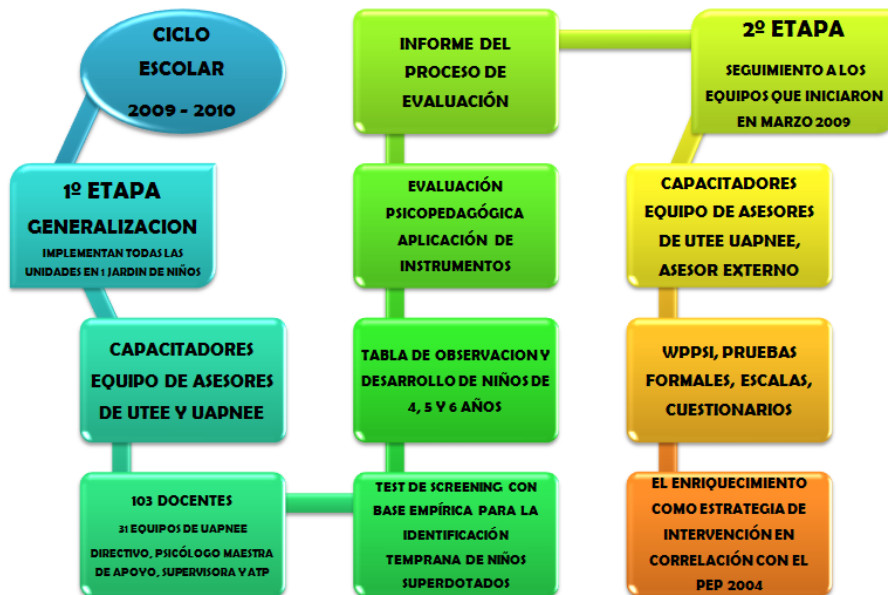 CICLO
ESCOLAR
2009 - 2010
1º ETAPA
GENERALIZACION
IMPLEMENTAN TODAS LAS
UNIDADES EN 1 JARDIN DE NIÑOS
CAPACITADORES
EQUIPO DE ASESORES
DE UTEE Y UAPNEE
103 DOCENTES
31 EQUIPOS DE UAPNEE
DIRECTIVO, PSICÓLOGO MAESTRA
DE APOYO, SUPERVISORA Y ATP
TEST DE SCREENING CON
BASE EMPÍRICA PARA LA
IDENTIFICACIÓN
TEMPRANA DE NIÑOS
SUPERDOTADOS
TABLA DE OBSERVACION Y
DESARROLLO DE NIÑOS DE
4, 5 Y 6 AÑOS
EVALUACIÓN
PSICOPEDAGÓGICA
APLICACIÓN DE
INSTRUMENTOS
INFORME DEL
PROCESO DE
EVALUACIÓN
2º ETAPA
SEGUIMIENTO A LOS
EQUIPOS QUE INICIARON
EN MARZO 2009
CAPACITADORES
EQUIPO DE ASESORES
DE UTEE UAPNEE,
ASESOR EXTERNO
WPPSI, PRUEBAS
FORMALES, ESCALAS,
CUESTIONARIOS
EL ENRIQUECIMIENTO
COMO ESTRATEGIA DE
INTERVENCIÓN EN
CORRELACIÓN CON EL
PEP 2004